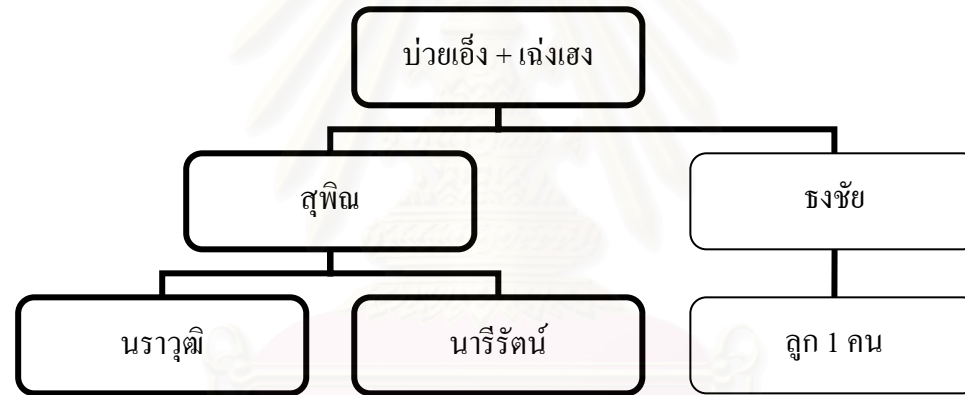 บ่วยเอ็ง + เฉ่งเฮง
สุพิณ
ธงชัย
นราวุฒิ
นารีรัตน์
ลูก 1 คน